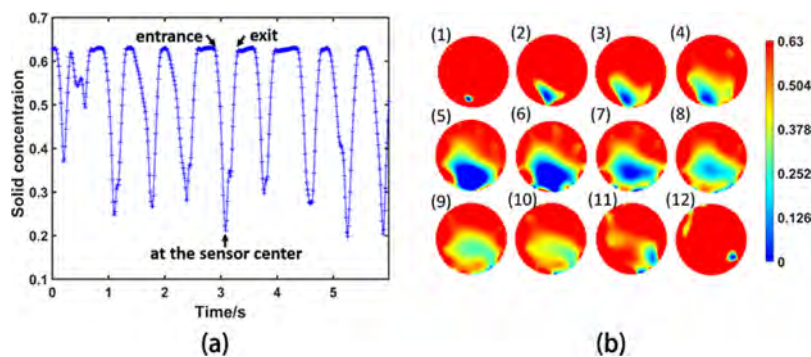 0.7
0.6
0.5
0.4
0.3
0.2
0.1
Solid concentraion
entrance
exit
at the sensor center
0 1 2 3 4 5
Time/s
(a)
(1) (2) (3) (4)
(5) (6) (7) (8)
(9) (10) (11) (12)
0.63
0.504
0.378
0.252
0.126
0
(b)